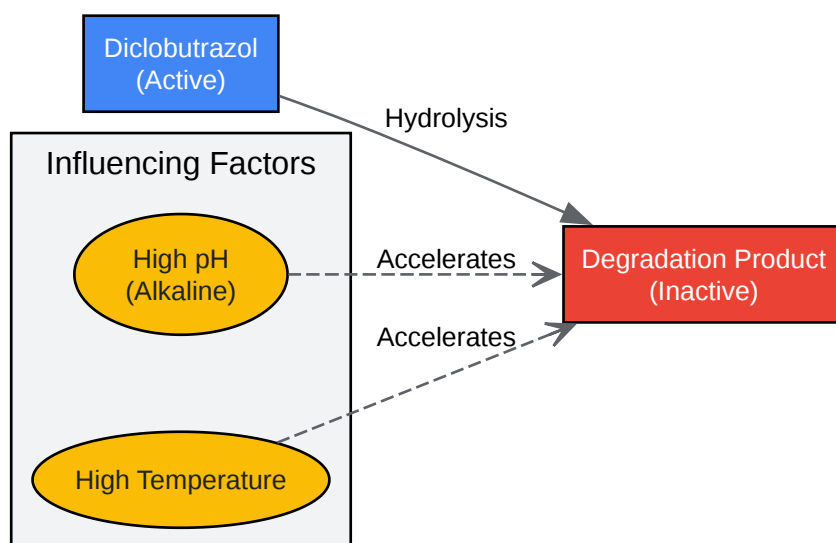 Diclobutrazol
(Active)
Hydrolysis
Influencing Factors
High pH
(Alkaline)
Accelerates
Degradation Product
(Inactive)
Accelerates
High Temperature